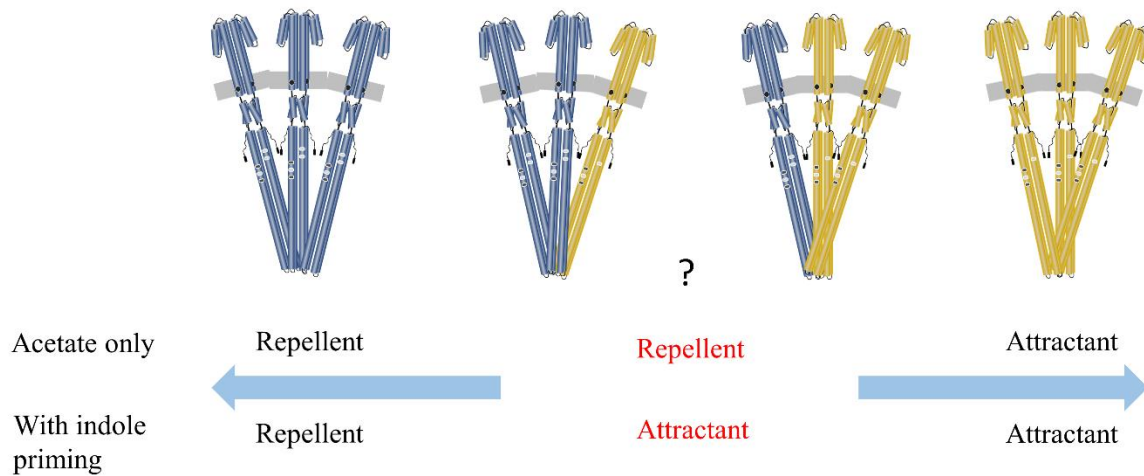 ?
Acetate only Repellent Repellent Attractant
With indole priming Repellent Attractant Attractant